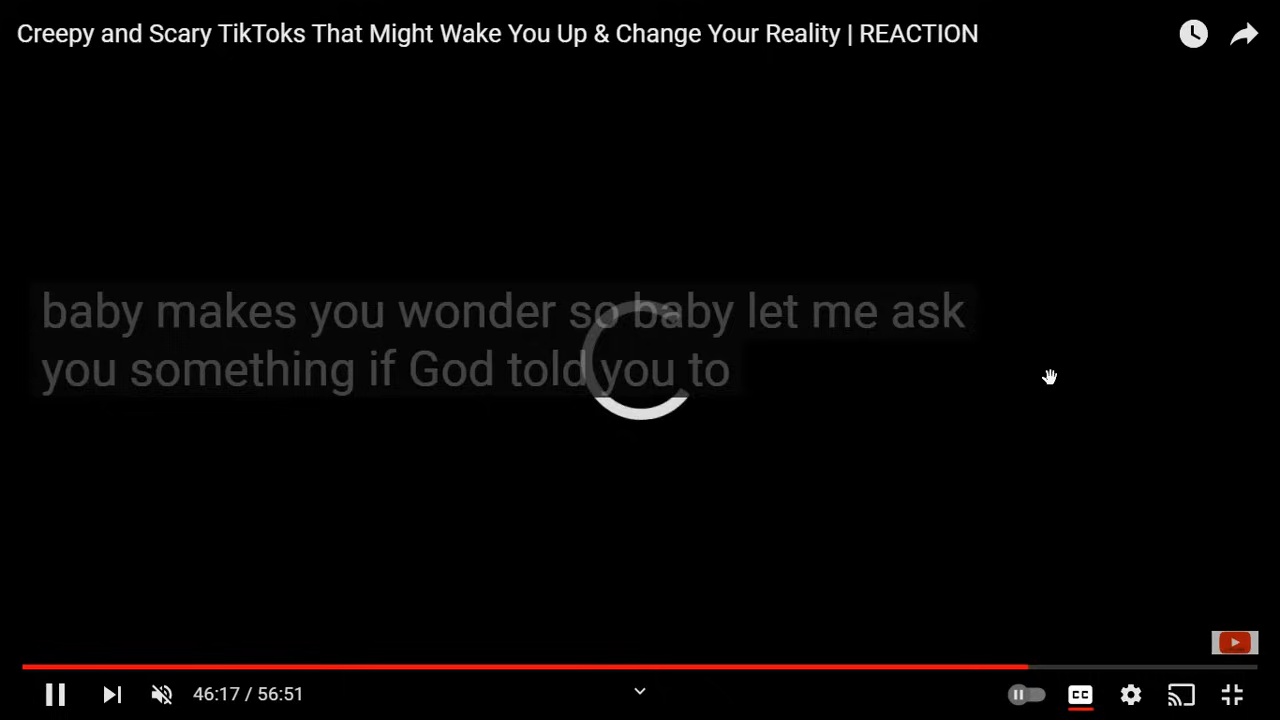 Creepy and Scary TikToks That Might Wake You Up & Change Your Reality | REACTION
baby makes you wonder so baby let me ask
you something if God told you to
46:17 / 56:51
CC